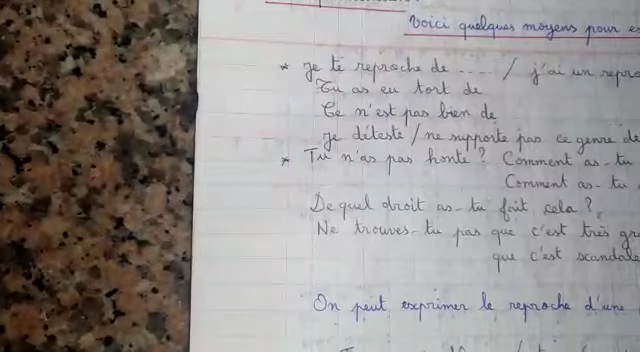 Voici quelques moyens pour
* Je te reproche de ..... / j'ai un
Tu as eu tort de
Ce n'est pas bien de
Je déteste / ne supporte pas ce genre de
* Tu n'as pas honte ? Comment as-tu
Comment as-tu
De quel droit as-tu fait cela ?
Ne trouves-tu pas que c'est très
que c'est
On peut exprimer le reproche d'une